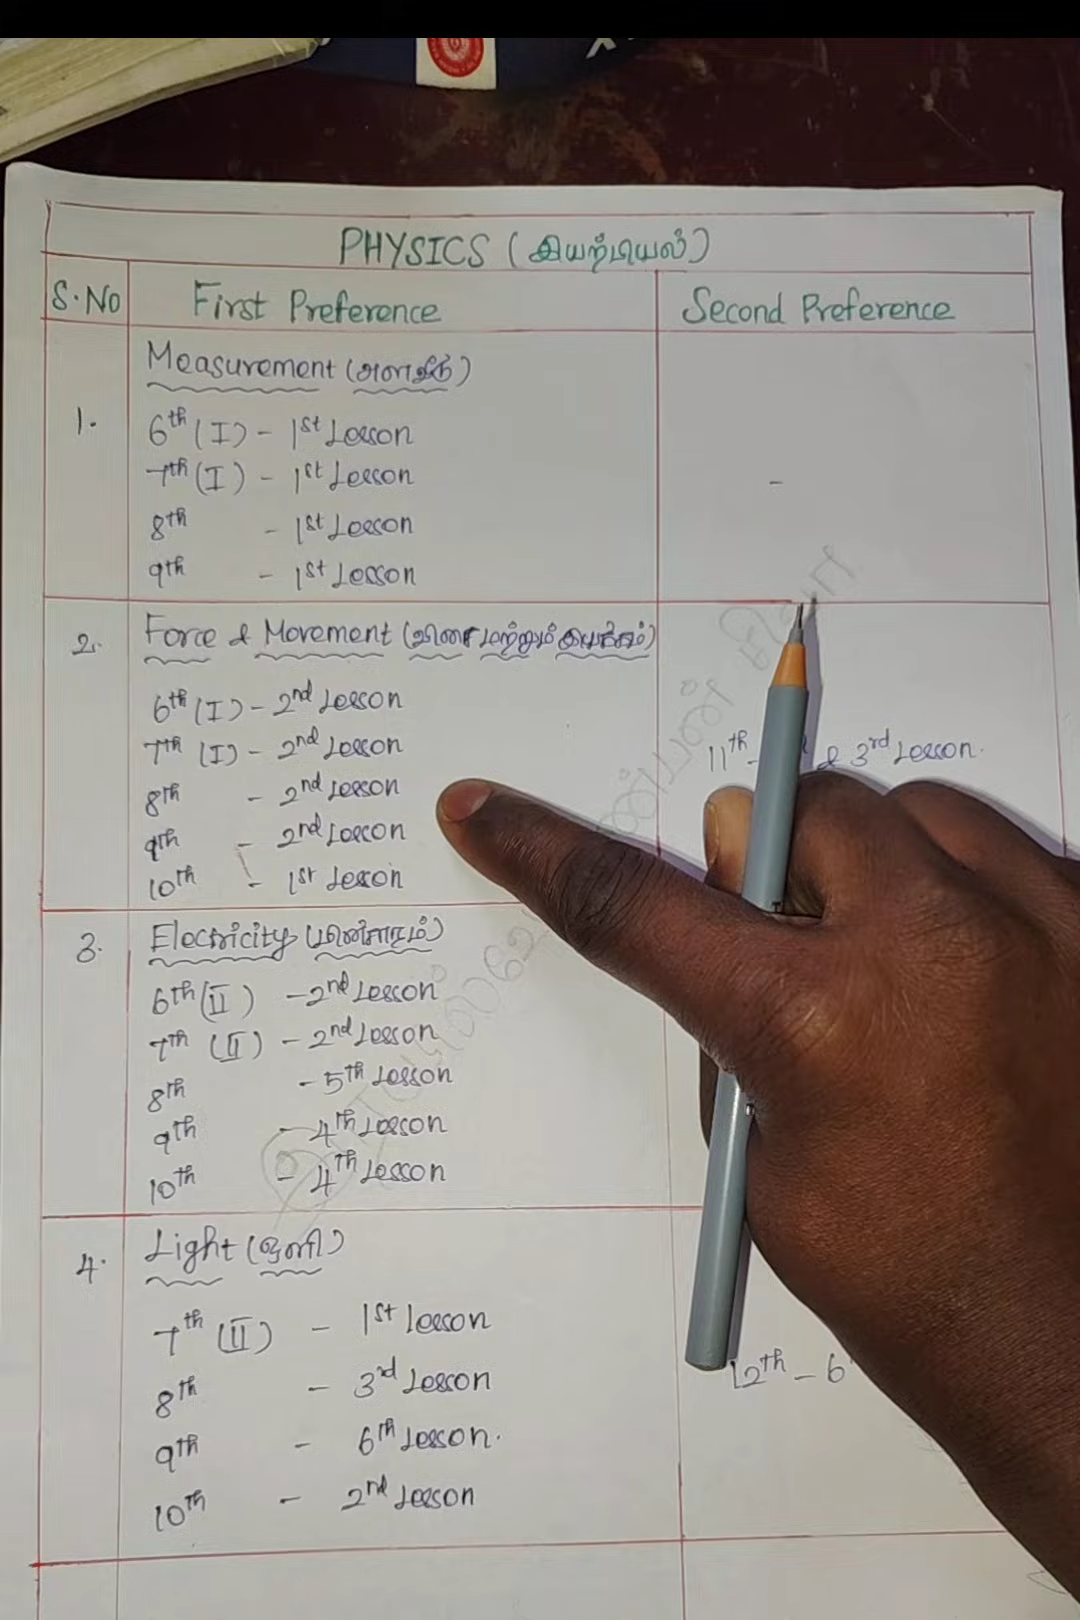 PHYSICS (இயற்பியல்)
S.No First Preference Second Preference
Measurement (அளவீடு)
1.
6th (I) - 1st Lesson
7th (I) - 1st Lesson
-
8th - 1st Lesson
9th - 1st Lesson
2. Force & Movement (விசை மற்றும் இயக்கம்)
6th (I) - 2nd Lesson
7th (I) - 2nd Lesson
11th - & 3rd Lesson.
8th - 2nd Lesson
9th - 2nd Lesson
10th - 1st Lesson
3. Electricity (மின்சாரம்)
6th (II) - 2nd Lesson
7th (II) - 2nd Lesson
8th - 5th Lesson
9th - 4th Lesson
10th - 4th Lesson
4. Light (ஒளி)
7th (II) - 1st Lesson
8th - 3rd Lesson
12th - 6
9th - 6th Lesson.
10th - 2nd Lesson